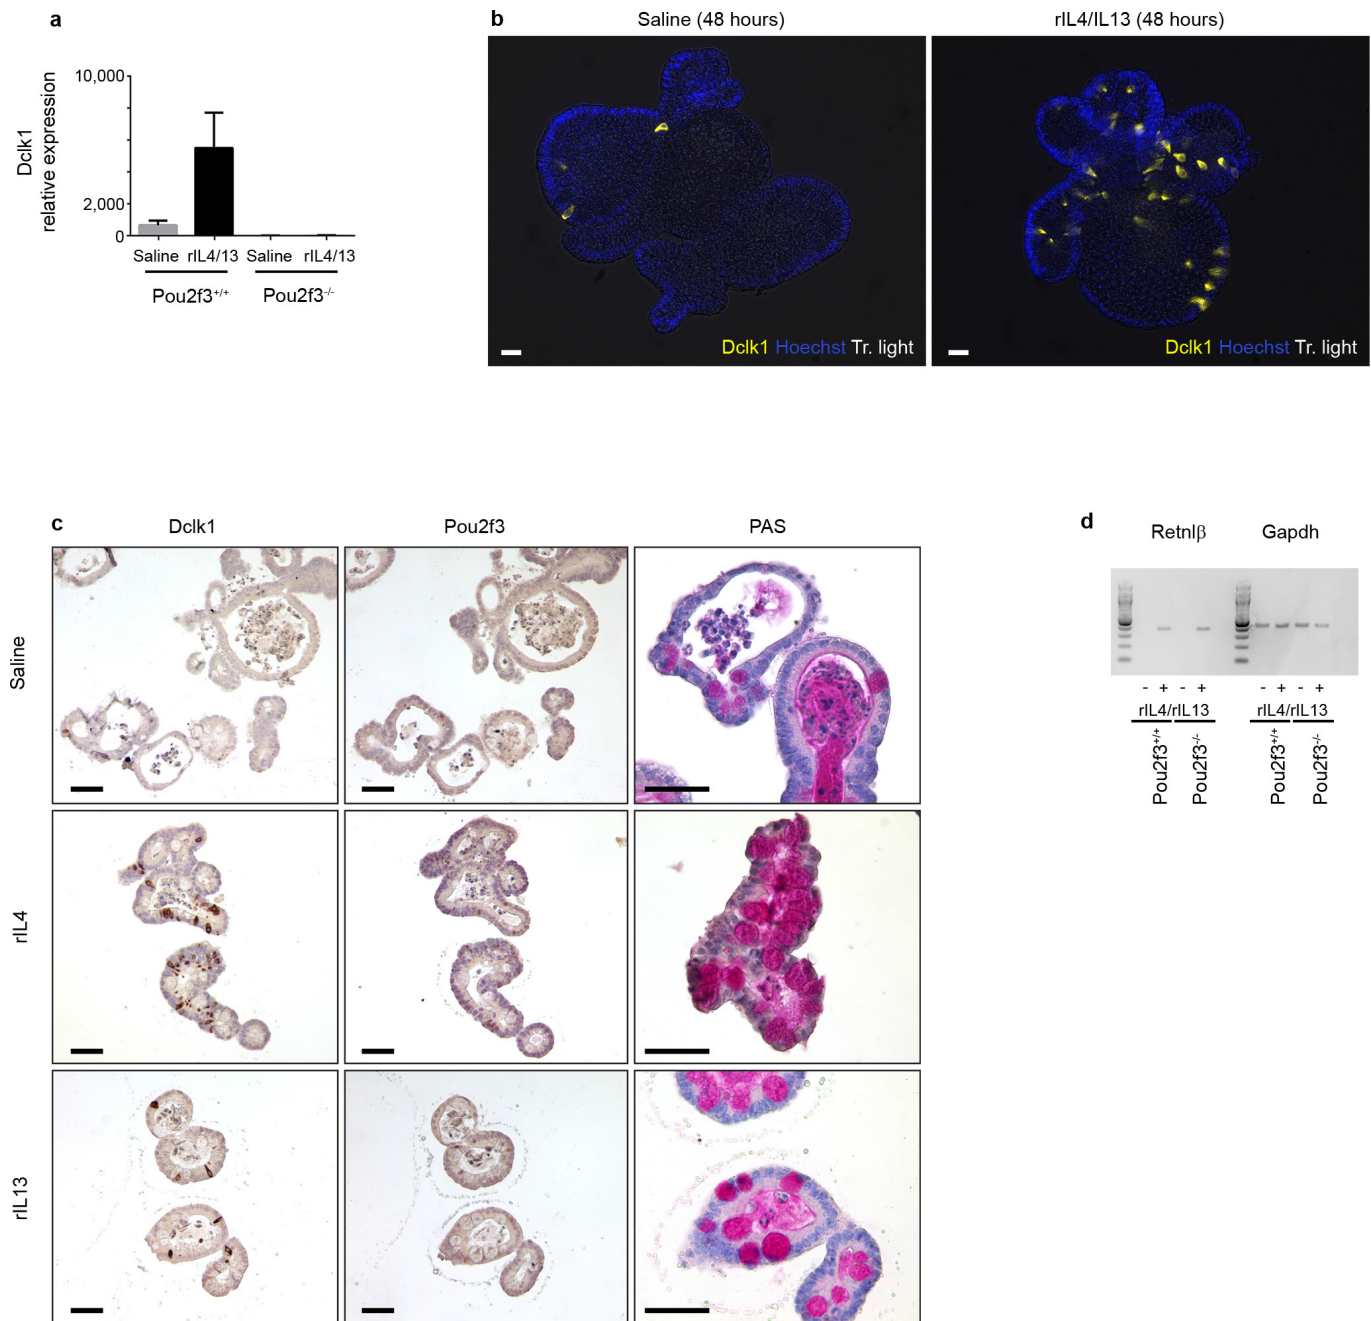 a
Dclk1
relative expression
10,000
2,000
0
Saline rIL4/13 Saline rIL4/13
Pou2f3+/+ Pou2f3-/-
b
Saline (48 hours) rIL4/IL13 (48 hours)
Dclk1 Hoechst Tr. light
Dclk1 Hoechst Tr. light
c
Dclk1 Pou2f3 PAS
Saline
rIL4
rIL13
d
Retnlβ Gapdh
- + - + - + - +
rIL4/rIL13 rIL4/rIL13
Pou2f3+/+ Pou2f3-/- Pou2f3+/+ Pou2f3-/-